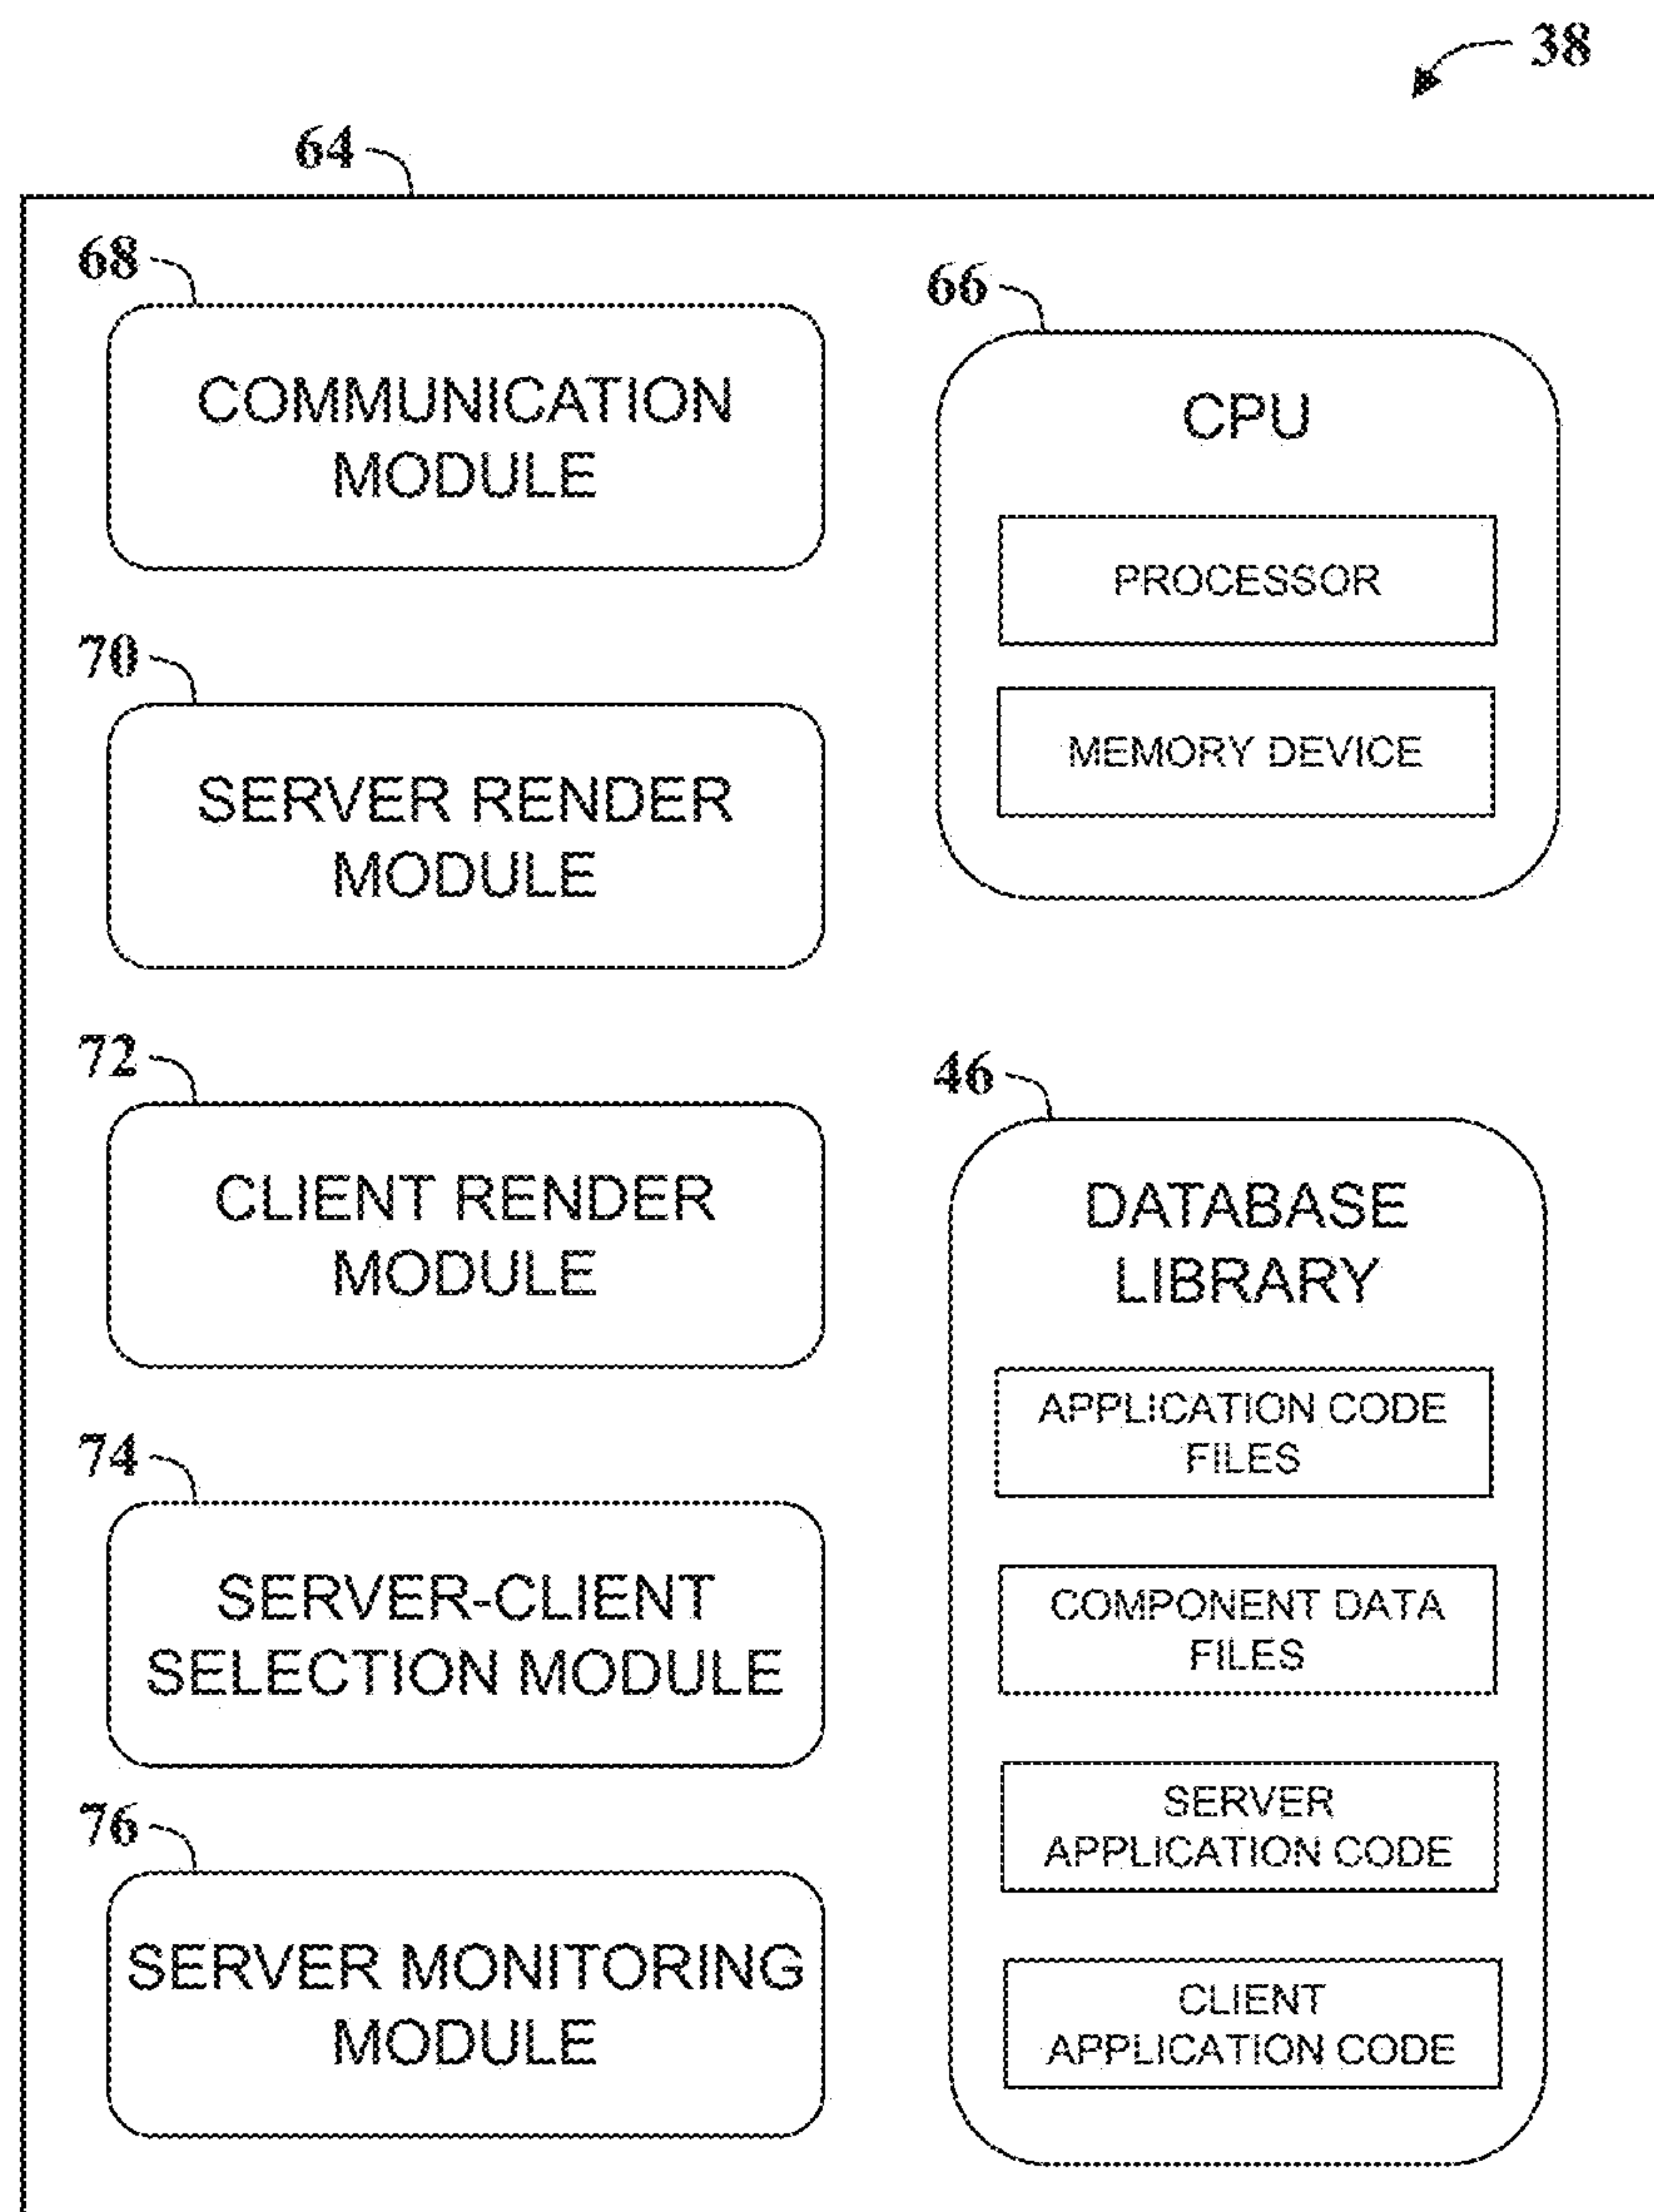 38
64
68
COMMUNICATION
MODULE
70
SERVER RENDER
MODULE
72
CLIENT RENDER
MODULE
74
SERVER-CLIENT
SELECTION MODULE
76
SERVER MONITORING
MODULE
66
CPU
PROCESSOR
MEMORY DEVICE
46
DATABASE
LIBRARY
APPLICATION CODE
FILES
COMPONENT DATA
FILES
SERVER
APPLICATION CODE
CLIENT
APPLICATION CODE